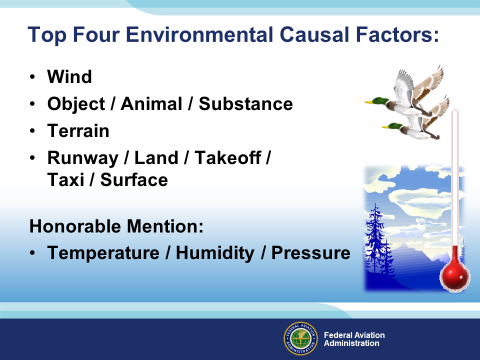 Top Four Environmental Causal Factors:
• Wind
• Object / Animal / Substance
• Terrain
• Runway / Land / Takeoff /
Taxi / Surface
Honorable Mention:
• Temperature / Humidity / Pressure
Federal Aviation
Administration